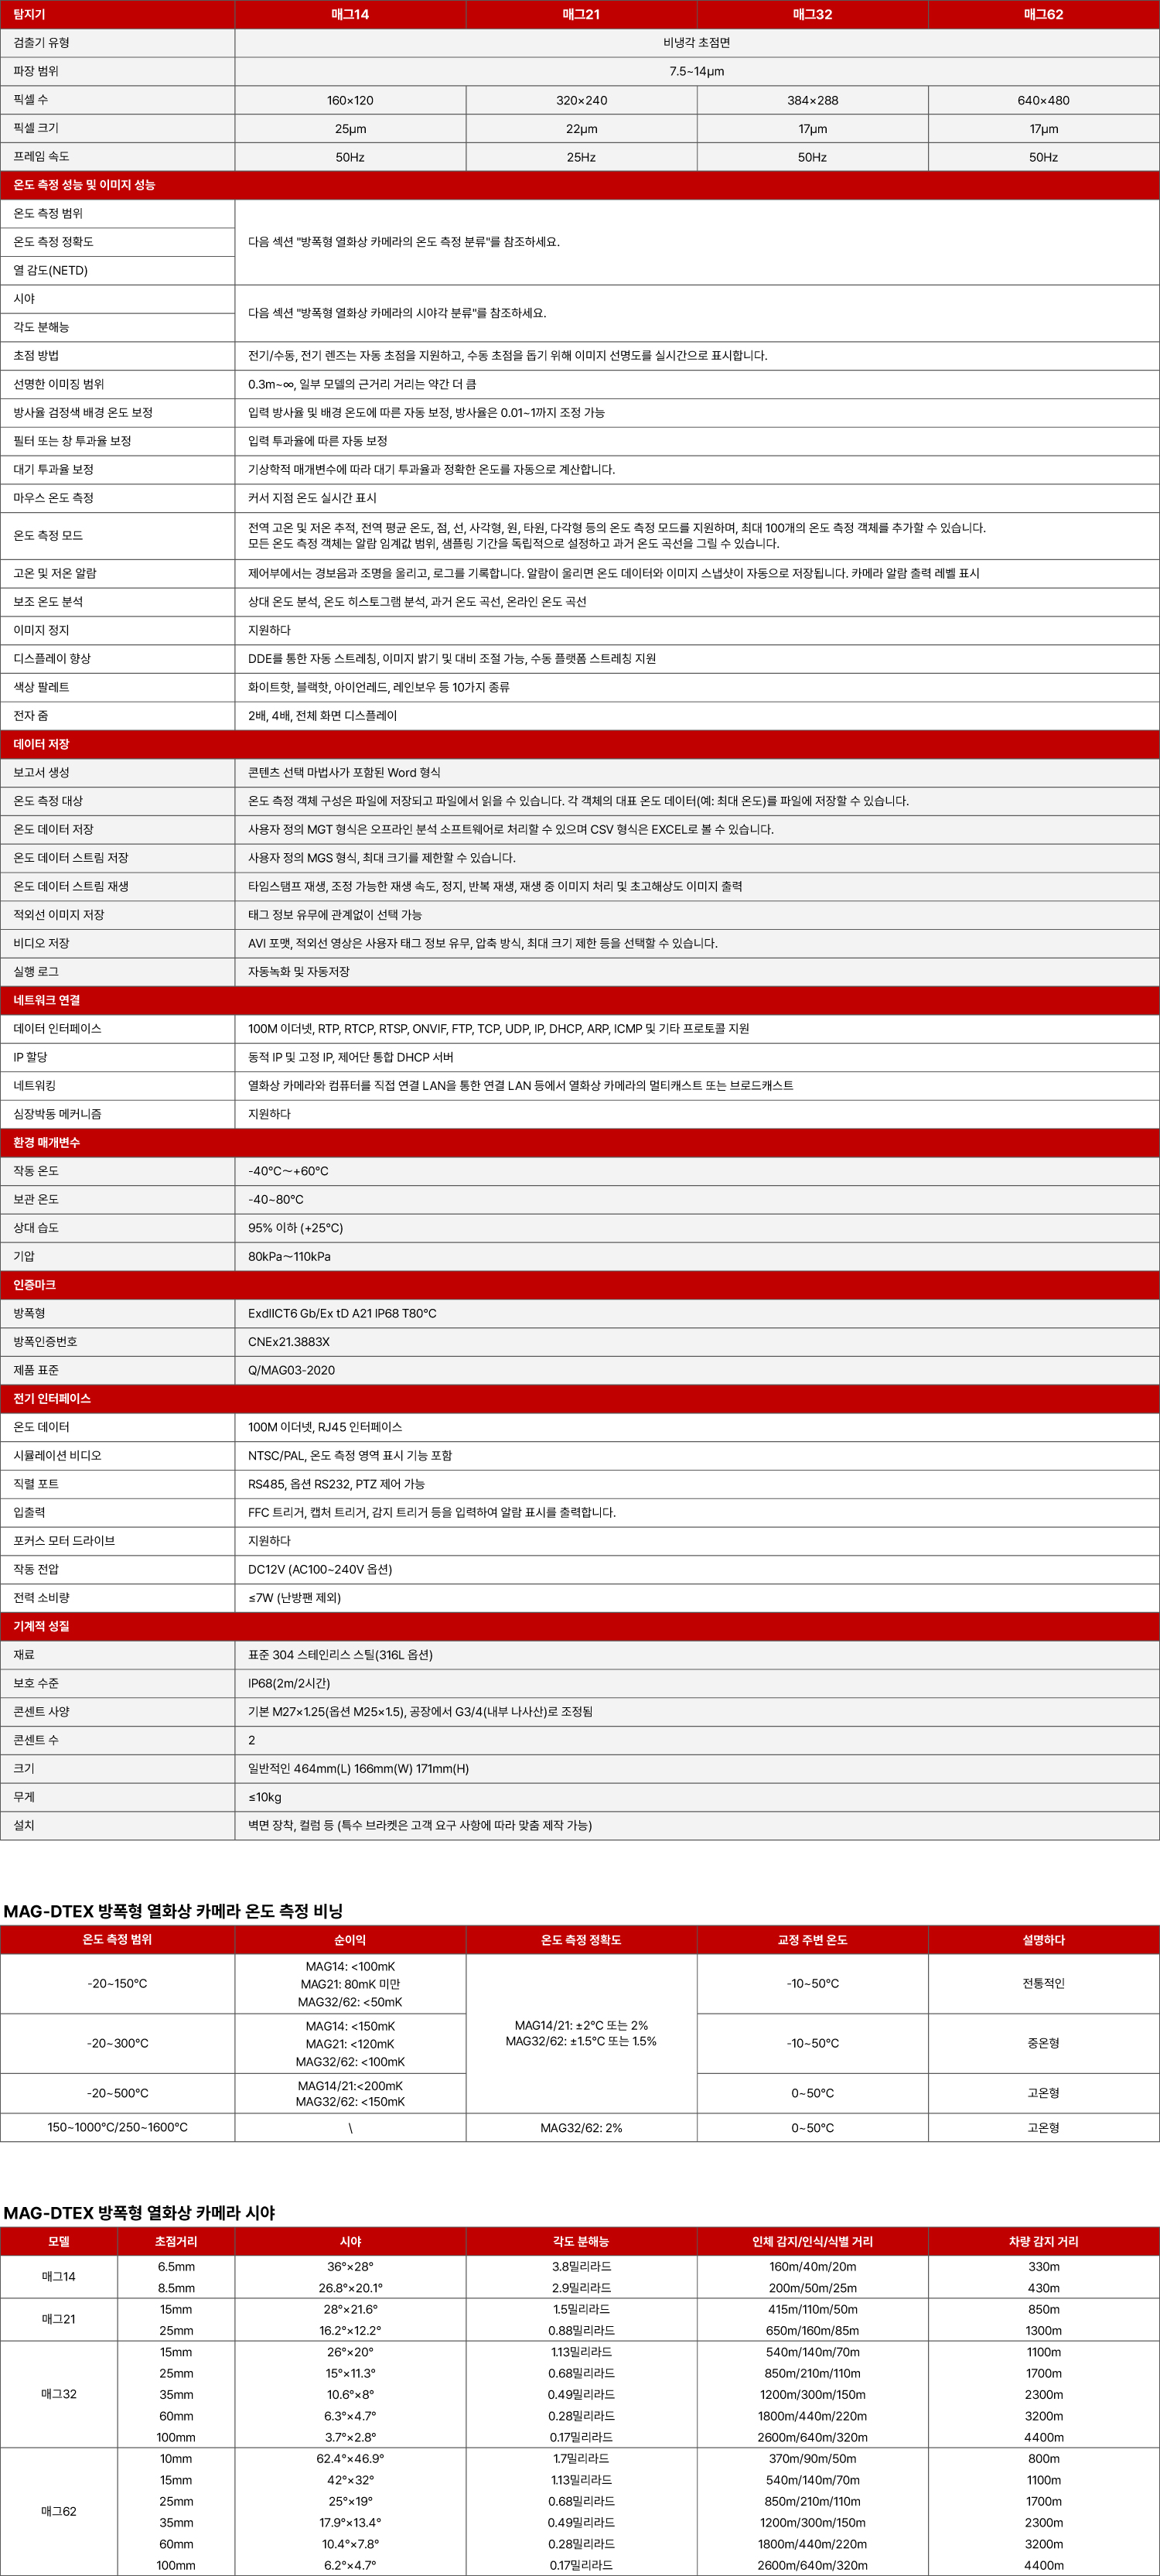 탐지기 매그14 매그21 매그32 매그62
검출기 유형 비냉각 초점면
파장 범위 7.5~14μm
픽셀 수 160×120 320×240 384×288 640×480
픽셀 크기 25μm 22μm 17μm 17μm
프레임 속도 50Hz 25Hz 50Hz 50Hz
온도 측정 성능 및 이미지 성능
온도 측정 범위
온도 측정 정확도 다음 섹션 "방폭형 열화상 카메라의 온도 측정 분류"를 참조하세요.
열 감도(NETD)
시야
다음 섹션 "방폭형 열화상 카메라의 시야각 분류"를 참조하세요.
각도 분해능
초점 방법 전기/수동, 전기 렌즈는 자동 초점을 지원하고, 수동 초점을 돕기 위해 이미지 선명도를 실시간으로 표시합니다.
선명한 이미징 범위 0.3m~∞, 일부 모델의 근거리 거리는 약간 더 큼
방사율 검정색 배경 온도 보정 입력 방사율 및 배경 온도에 따른 자동 보정, 방사율은 0.01~1까지 조정 가능
필터 또는 창 투과율 보정 입력 투과율에 따른 자동 보정
대기 투과율 보정 기상학적 매개변수에 따라 대기 투과율과 정확한 온도를 자동으로 계산합니다.
마우스 온도 측정 커서 지점 온도 실시간 표시
온도 측정 모드 전역 고온 및 저온 추적, 전역 평균 온도, 점, 선, 사각형, 원, 타원, 다각형 등의 온도 측정 모드를 지원하며, 최대 100개의 온도 측정 객체를 추가할 수 있습니다.
모든 온도 측정 객체는 알람 임계값 범위, 샘플링 기간을 독립적으로 설정하고 과거 온도 곡선을 그릴 수 있습니다.
고온 및 저온 알람 제어부에서는 경보음과 조명을 울리고, 로그를 기록합니다. 알람이 울리면 온도 데이터와 이미지 스냅샷이 자동으로 저장됩니다. 카메라 알람 출력 레벨 표시
보조 온도 분석 상대 온도 분석, 온도 히스토그램 분석, 과거 온도 곡선, 온라인 온도 곡선
이미지 정지 지원하다
디스플레이 향상 DDE를 통한 자동 스트레칭, 이미지 밝기 및 대비 조절 가능, 수동 플랫폼 스트레칭 지원
색상 팔레트 화이트핫, 블랙핫, 아이언레드, 레인보우 등 10가지 종류
전자 줌 2배, 4배, 전체 화면 디스플레이
데이터 저장
보고서 생성 콘텐츠 선택 마법사가 포함된 Word 형식
온도 측정 대상 온도 측정 객체 구성은 파일에 저장되고 파일에서 읽을 수 있습니다. 각 객체의 대표 온도 데이터(예: 최대 온도)를 파일에 저장할 수 있습니다.
온도 데이터 저장 사용자 정의 MGT 형식은 오프라인 분석 소프트웨어로 처리할 수 있으며 CSV 형식은 EXCEL로 볼 수 있습니다.
온도 데이터 스트림 저장 사용자 정의 MGS 형식, 최대 크기를 제한할 수 있습니다.
온도 데이터 스트림 재생 타임스탬프 재생, 조정 가능한 재생 속도, 정지, 반복 재생, 재생 중 이미지 처리 및 초고해상도 이미지 출력
적외선 이미지 저장 태그 정보 유무에 관계없이 선택 가능
비디오 저장 AVI 포맷, 적외선 영상은 사용자 태그 정보 유무, 압축 방식, 최대 크기 제한 등을 선택할 수 있습니다.
실행 로그 자동녹화 및 자동저장
네트워크 연결
데이터 인터페이스 100M 이더넷, RTP, RTCP, RTSP, ONVIF, FTP, TCP, UDP, IP, DHCP, ARP, ICMP 및 기타 프로토콜 지원
IP 할당 동적 IP 및 고정 IP, 제어단 통합 DHCP 서버
네트워킹 열화상 카메라와 컴퓨터를 직접 연결 LAN을 통한 연결 LAN 등에서 열화상 카메라의 멀티캐스트 또는 브로드캐스트
심장박동 메커니즘 지원하다
환경 매개변수
작동 온도 -40℃～+60℃
보관 온도 -40~80℃
상대 습도 95% 이하 (+25℃)
기압 80kPa～110kPa
인증마크
방폭형 ExdIICT6 Gb/Ex tD A21 IP68 T80℃
방폭인증번호 CNEx21.3883X
제품 표준 Q/MAG03-2020
전기 인터페이스
온도 데이터 100M 이더넷, RJ45 인터페이스
시뮬레이션 비디오 NTSC/PAL, 온도 측정 영역 표시 기능 포함
직렬 포트 RS485, 옵션 RS232, PTZ 제어 가능
입출력 FFC 트리거, 캡처 트리거, 감지 트리거 등을 입력하여 알람 표시를 출력합니다.
포커스 모터 드라이브 지원하다
작동 전압 DC12V (AC100~240V 옵션)
전력 소비량 ≤7W (난방팬 제외)
기계적 성질
재료 표준 304 스테인리스 스틸(316L 옵션)
보호 수준 IP68(2m/2시간)
콘센트 사양 기본 M27×1.25(옵션 M25×1.5), 공장에서 G3/4(내부 나사산)로 조정됨
콘센트 수 2
크기 일반적인 464mm(L) 166mm(W) 171mm(H)
무게 ≤10kg
설치 벽면 장착, 컬럼 등 (특수 브라켓은 고객 요구 사항에 따라 맞춤 제작 가능)
MAG-DTEX 방폭형 열화상 카메라 온도 측정 비닝
온도 측정 범위 순이익 온도 측정 정확도 교정 주변 온도 설명하다
MAG14: <100mK
-20~150℃ MAG21: 80mK 미만 -10~50℃ 전통적인
MAG32/62: <50mK
MAG14: <150mK MAG14/21: ±2℃ 또는 2%
-20~300℃ MAG21: <120mK MAG32/62: ±1.5℃ 또는 1.5% -10~50℃ 중온형
MAG32/62: <100mK
-20~500℃ MAG14/21:<200mK 0~50℃ 고온형
MAG32/62: <150mK
150~1000℃/250~1600℃ \ MAG32/62: 2% 0~50℃ 고온형
MAG-DTEX 방폭형 열화상 카메라 시야
모델 초점거리 시야 각도 분해능 인체 감지/인식/식별 거리 차량 감지 거리
매그14 6.5mm 36°×28° 3.8밀리라드 160m/40m/20m 330m
8.5mm 26.8°×20.1° 2.9밀리라드 200m/50m/25m 430m
매그21 15mm 28°×21.6° 1.5밀리라드 415m/110m/50m 850m
25mm 16.2°×12.2° 0.88밀리라드 650m/160m/85m 1300m
15mm 26°×20° 1.13밀리라드 540m/140m/70m 1100m
25mm 15°×11.3° 0.68밀리라드 850m/210m/110m 1700m
매그32 35mm 10.6°×8° 0.49밀리라드 1200m/300m/150m 2300m
60mm 6.3°×4.7° 0.28밀리라드 1800m/440m/220m 3200m
100mm 3.7°×2.8° 0.17밀리라드 2600m/640m/320m 4400m
10mm 62.4°×46.9° 1.7밀리라드 370m/90m/50m 800m
15mm 42°×32° 1.13밀리라드 540m/140m/70m 1100m
25mm 25°×19° 0.68밀리라드 850m/210m/110m 1700m
매그62 35mm 17.9°×13.4° 0.49밀리라드 1200m/300m/150m 2300m
60mm 10.4°×7.8° 0.28밀리라드 1800m/440m/220m 3200m
100mm 6.2°×4.7° 0.17밀리라드 2600m/640m/320m 4400m